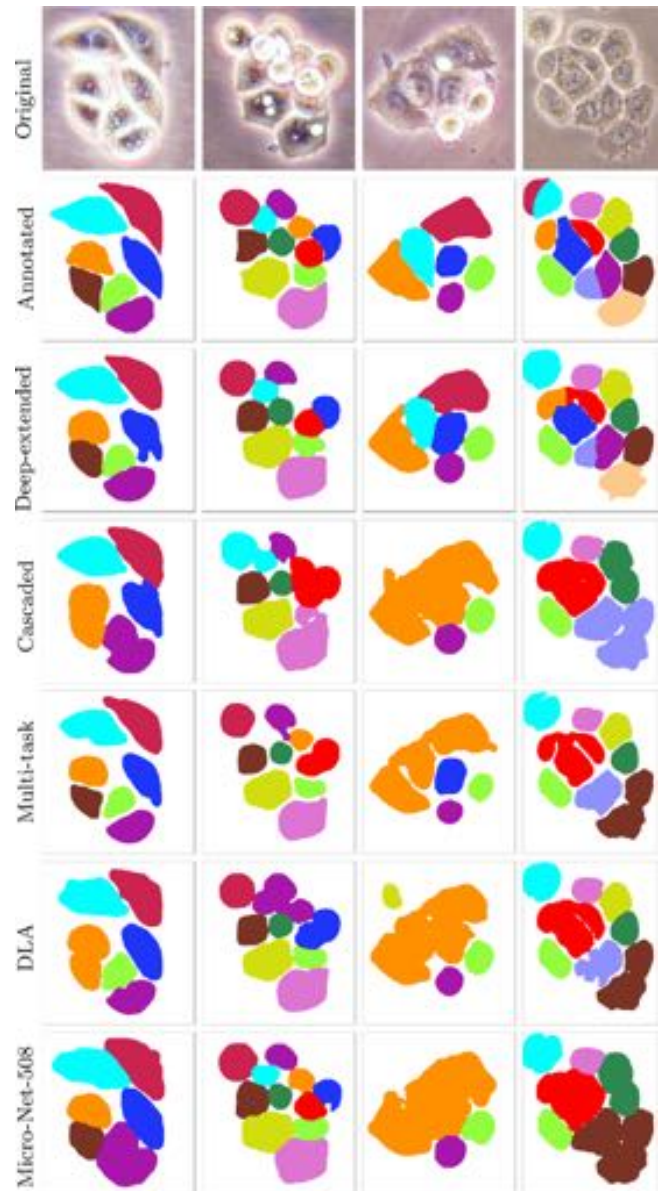 Original
Annotated
Deep-extended
Cascaded
Multi-task
DLA
Micro-Net-508